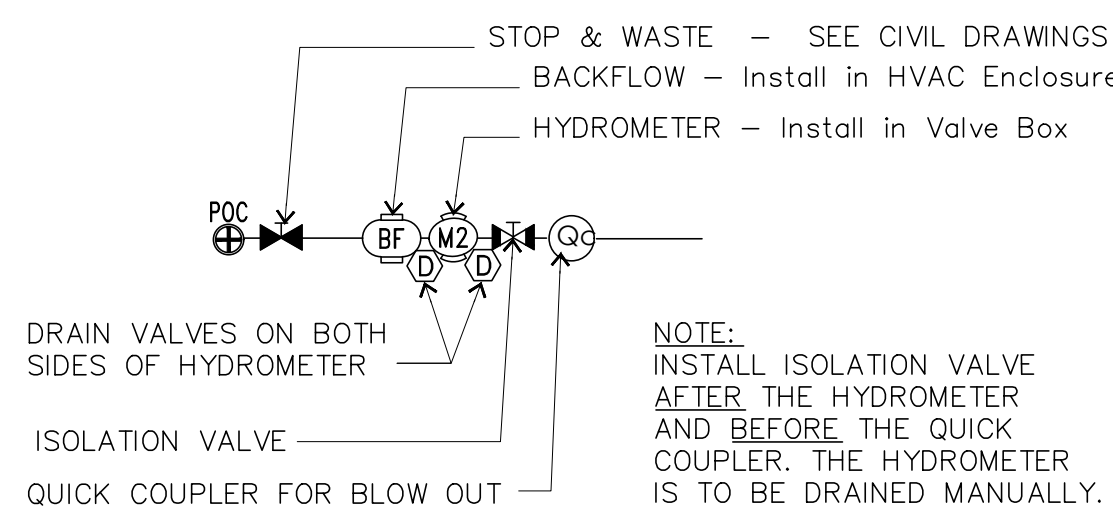 STOP & WASTE – SEE CIVIL DRAWINGS
BACKFLOW – Install in HVAC Enclosure
HYDROMETER – Install in Valve Box
POC
BF M2 Qc
D D
DRAIN VALVES ON BOTH
SIDES OF HYDROMETER
ISOLATION VALVE
QUICK COUPLER FOR BLOW OUT
NOTE:
INSTALL ISOLATION VALVE
AFTER THE HYDROMETER
AND BEFORE THE QUICK
COUPLER. THE HYDROMETER
IS TO BE DRAINED MANUALLY.